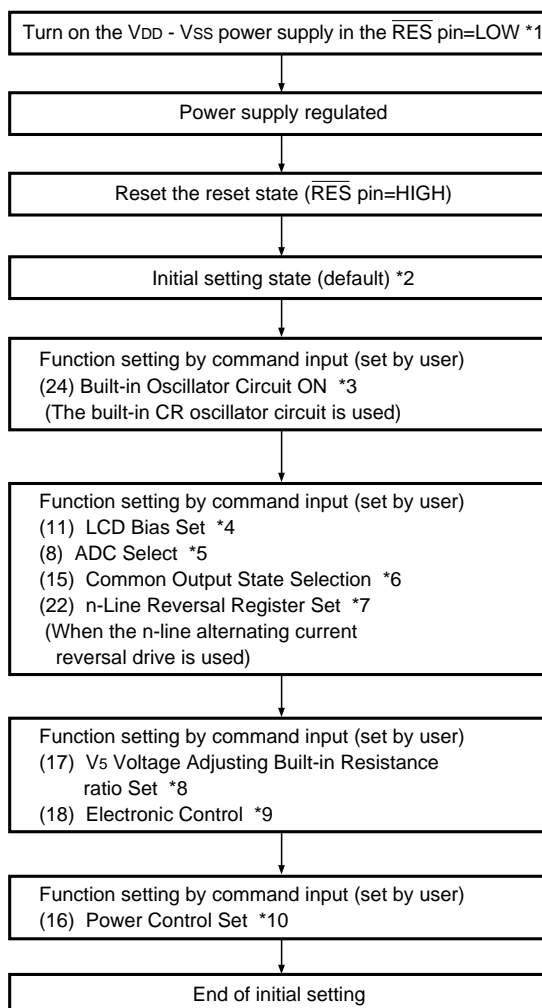 Turn on the VDD - VSS power supply in the RES pin=LOW *1
Power supply regulated
Reset the reset state (RES pin=HIGH)
Initial setting state (default) *2
Function setting by command input (set by user)
(24) Built-in Oscillator Circuit ON *3
(The built-in CR oscillator circuit is used)
Function setting by command input (set by user)
(11) LCD Bias Set *4
(8) ADC Select *5
(15) Common Output State Selection *6
(22) n-Line Reversal Register Set *7
(When the n-line alternating current
reversal drive is used)
Function setting by command input (set by user)
(17) V5 Voltage Adjusting Built-in Resistance
ratio Set *8
(18) Electronic Control *9
Function setting by command input (set by user)
(16) Power Control Set *10
End of initial setting